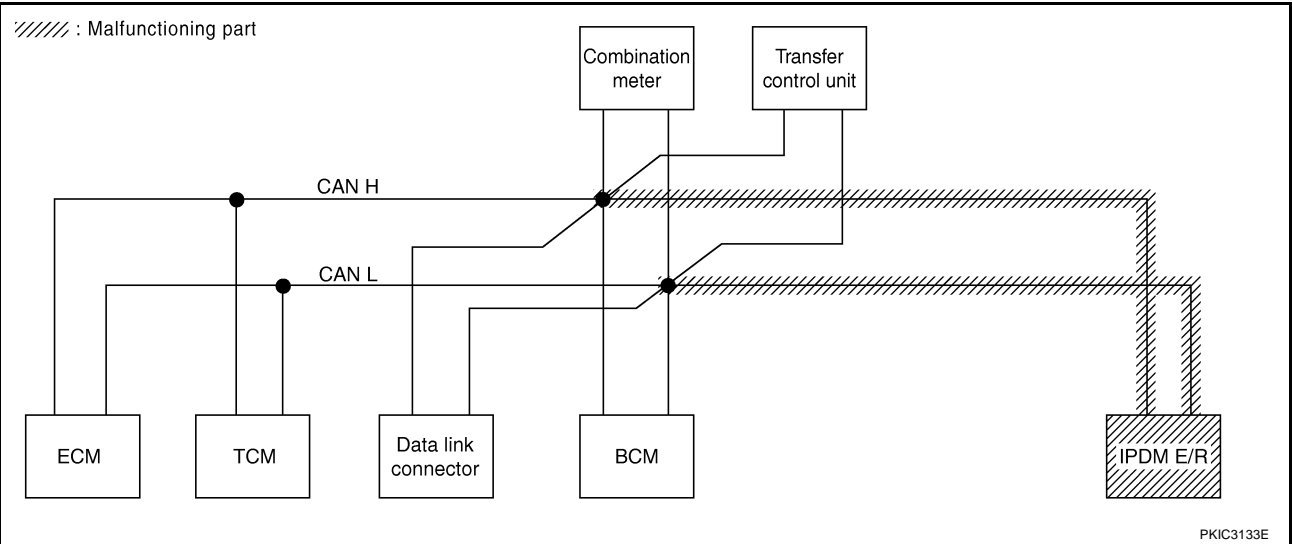 : Malfunctioning part
Combination
meter
Transfer
control unit
CAN H
CAN L
ECM
TCM
Data link
connector
BCM
IPDM E/R
PKIC3133E